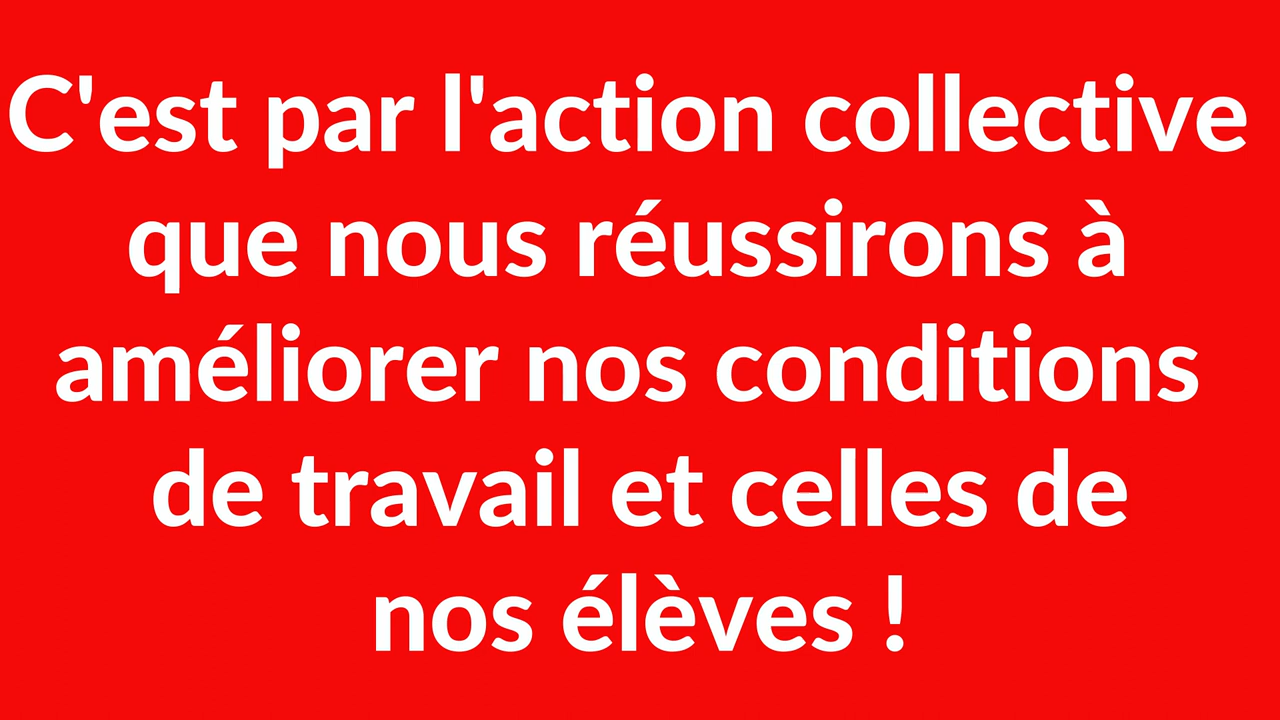 C'est par l'action collective
que nous réussirons à
améliorer nos conditions
de travail et celles de
nos élèves !